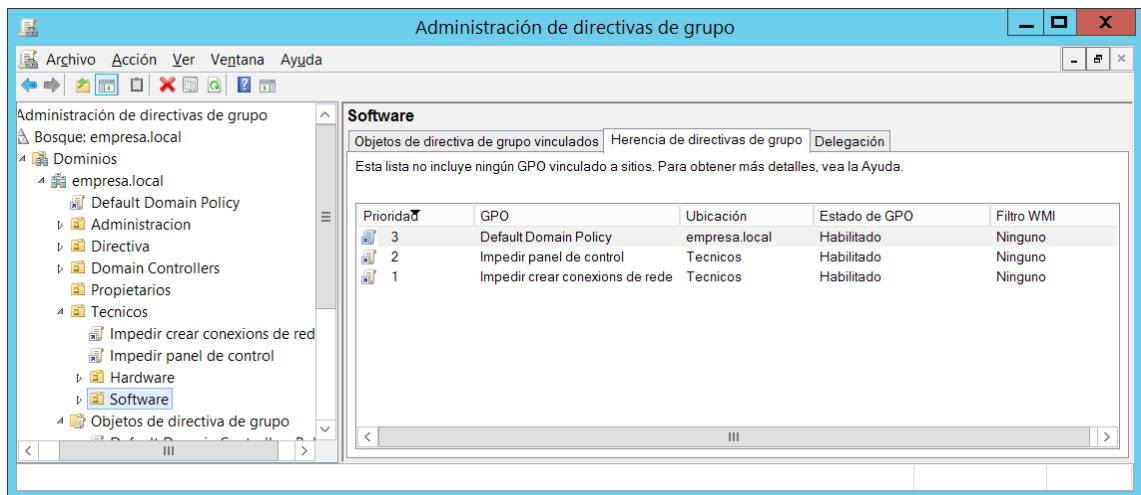 Administración de directivas de grupo
Archivo Acción Ver Ventana Ayuda
Administración de directivas de grupo
Bosque: empresa.local
Dominios
empresa.local
Default Domain Policy
Administracion
Directiva
Domain Controllers
Propietarios
Tecnicos
Impedir crear conexions de red
Impedir panel de control
Hardware
Software
Objetos de directiva de grupo
Software
Objetos de directiva de grupo vinculados Herencia de directivas de grupo Delegación
Esta lista no incluye ningún GPO vinculado a sitios. Para obtener más detalles, vea la Ayuda.
Prioridad GPO Ubicación Estado de GPO Filtro WMI
3 Default Domain Policy empresa.local Habilitado Ninguno
2 Impedir panel de control Tecnicos Habilitado Ninguno
1 Impedir crear conexions de rede Tecnicos Habilitado Ninguno